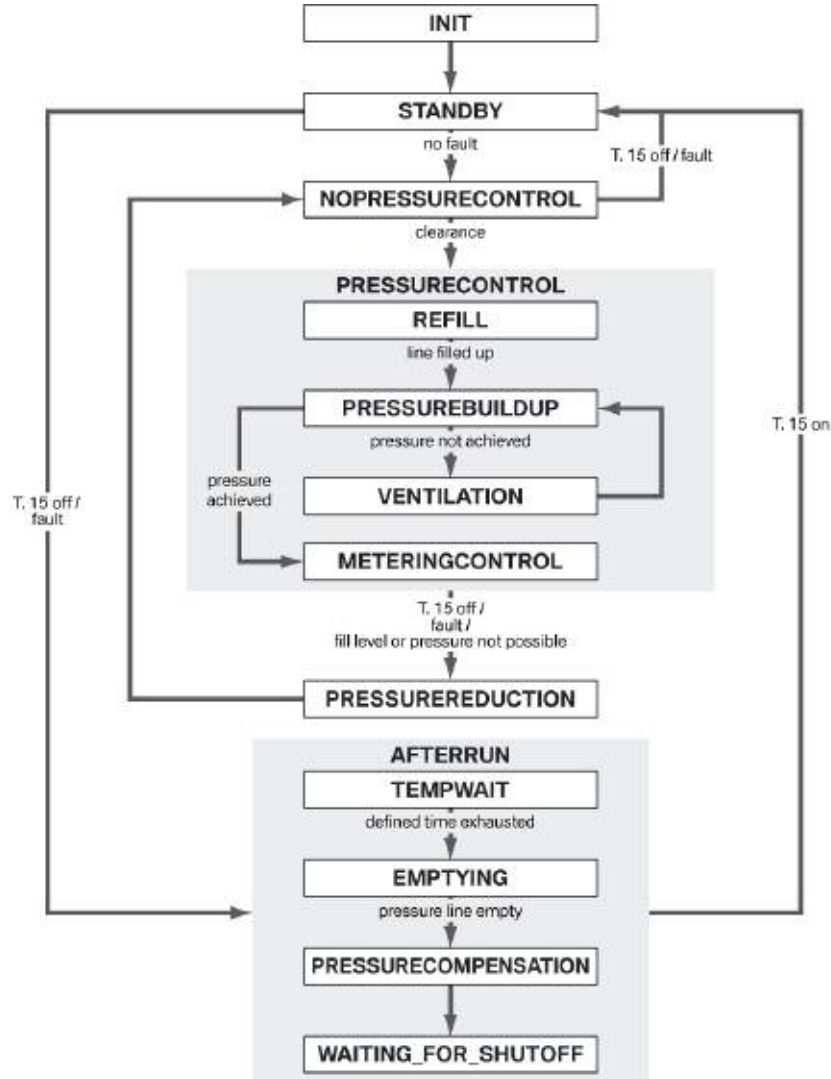 INIT
STANDBY
no fault
T. 15 off / fault
NOPRESSURECONTROL
clearance
PRESSURECONTROL
REFILL
line filled up
PRESSUREBUILDUP
pressure not achieved
T. 15 on
pressure
achieved
VENTILATION
T. 15 off /
fault
METERINGCONTROL
T. 15 off /
fault /
fill level or pressure not possible
PRESSUREREDUCTION
AFTERRUN
TEMPWAIT
defined time exhausted
EMPTYING
pressure line empty
PRESSURECOMPENSATION
WAITING_FOR_SHUTOFF